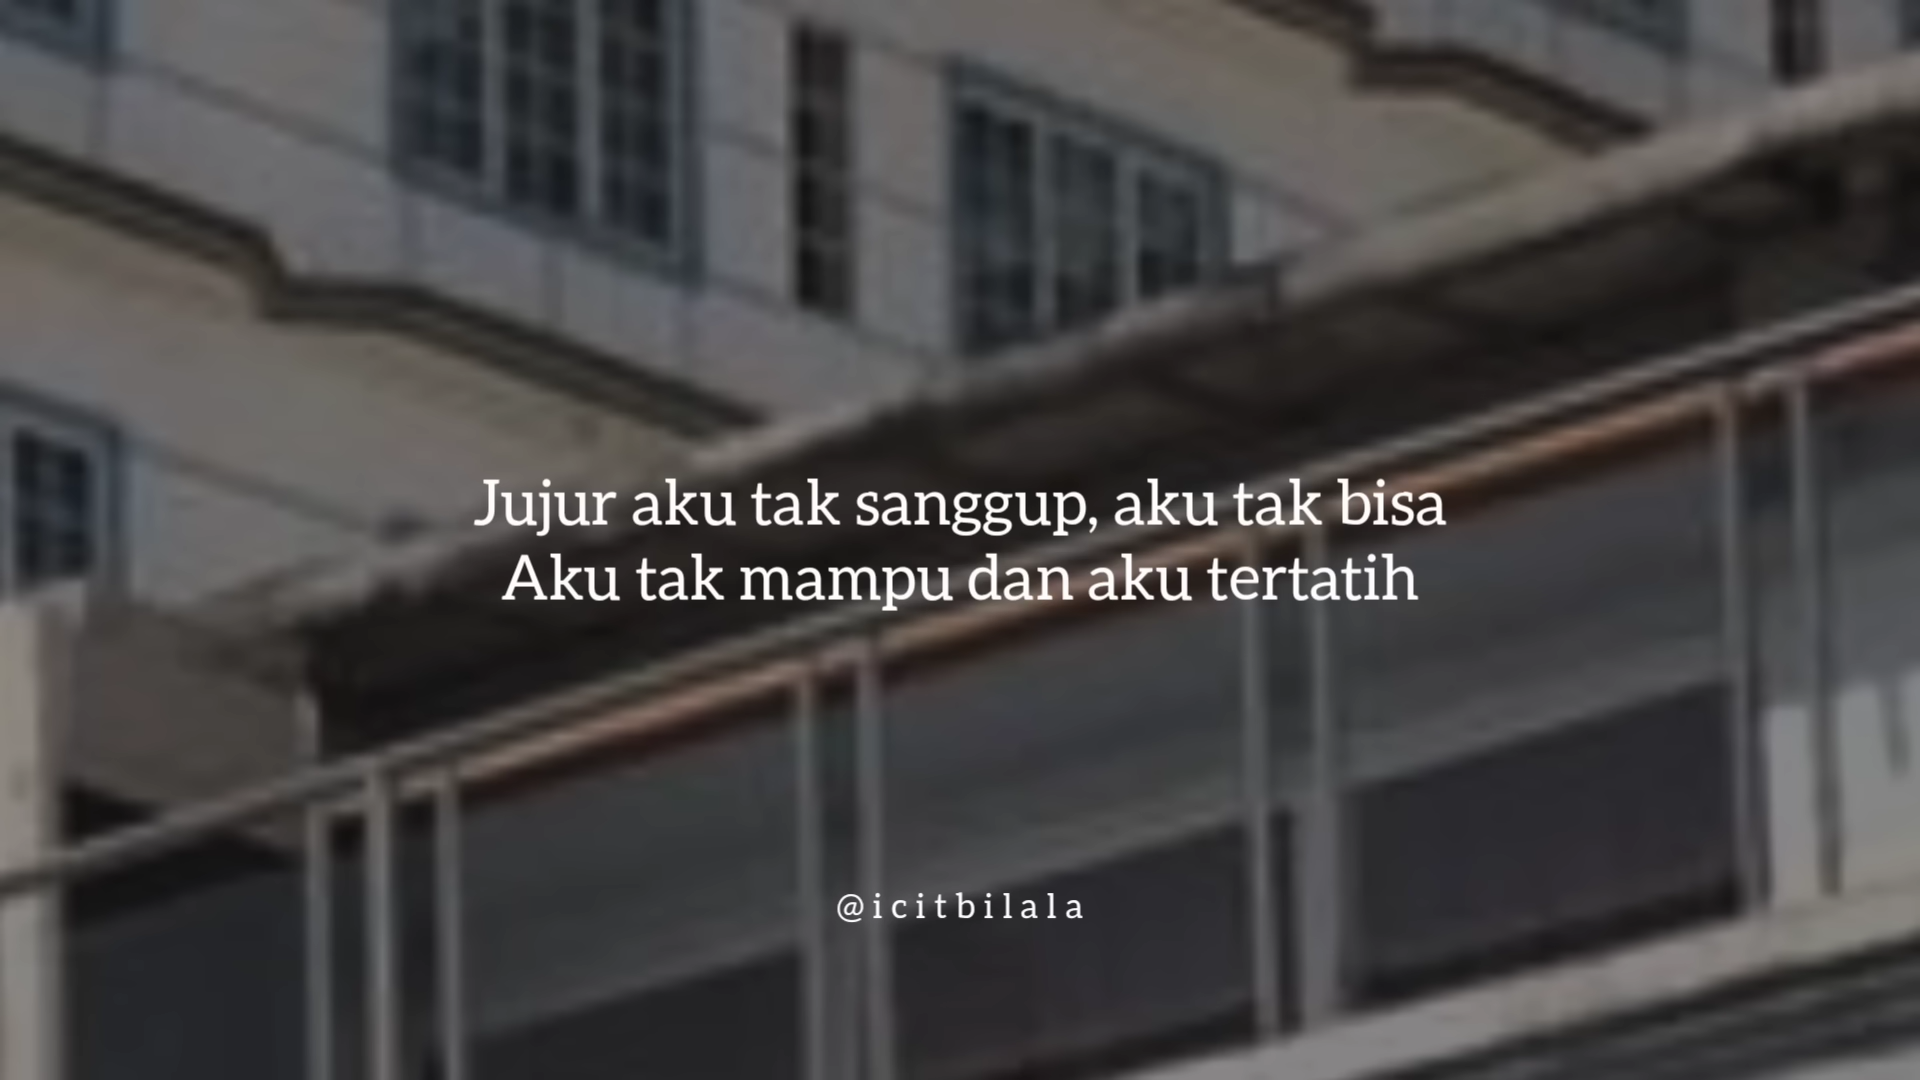 Jujur aku tak sanggup, aku tak bisa
Aku tak mampu dan aku tertatih
@icitbilala